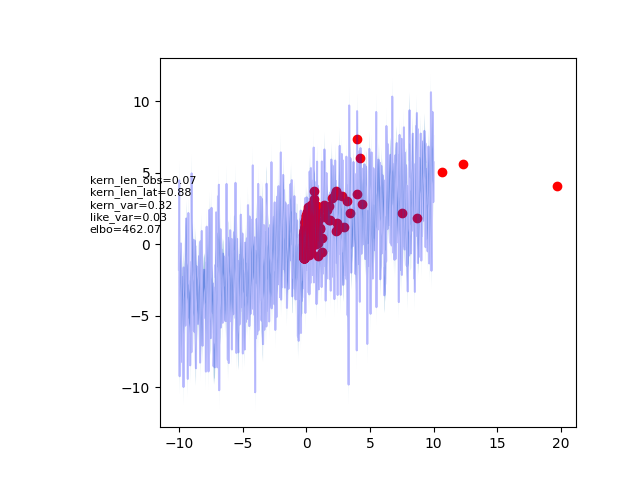 10
5
0
−5
−10
kern_len_obs=0.07
kern_len_lat=0.88
kern_var=0.32
like_var=0.03
elbo=462.07
−10 −5 0 5 10 15 20